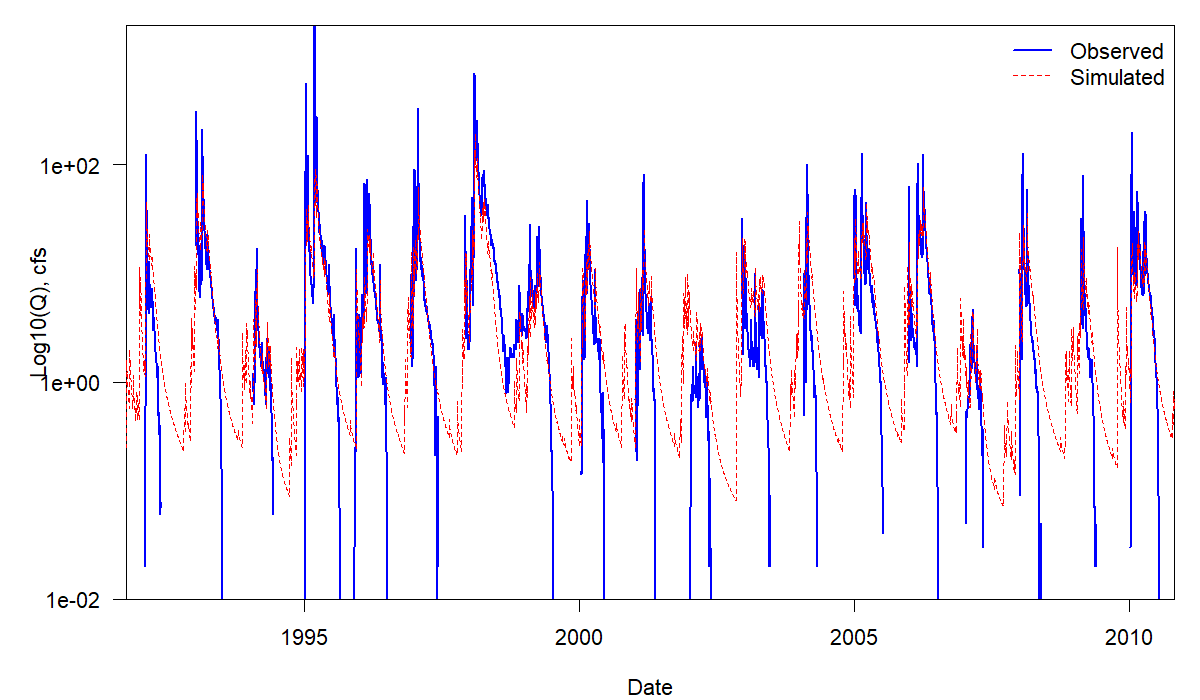 Observed
Simulated
1e+02
1e+00
1e-02
Log10(Q), cfs
1995
2000
2005
2010
Date